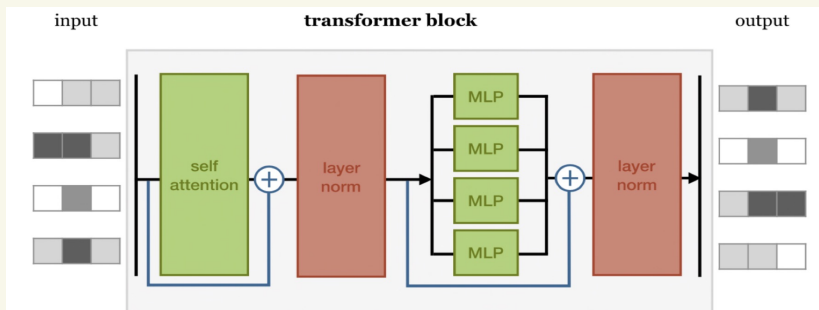 input
transformer block
output
self
attention
layer
norm
MLP
MLP
MLP
MLP
layer
norm